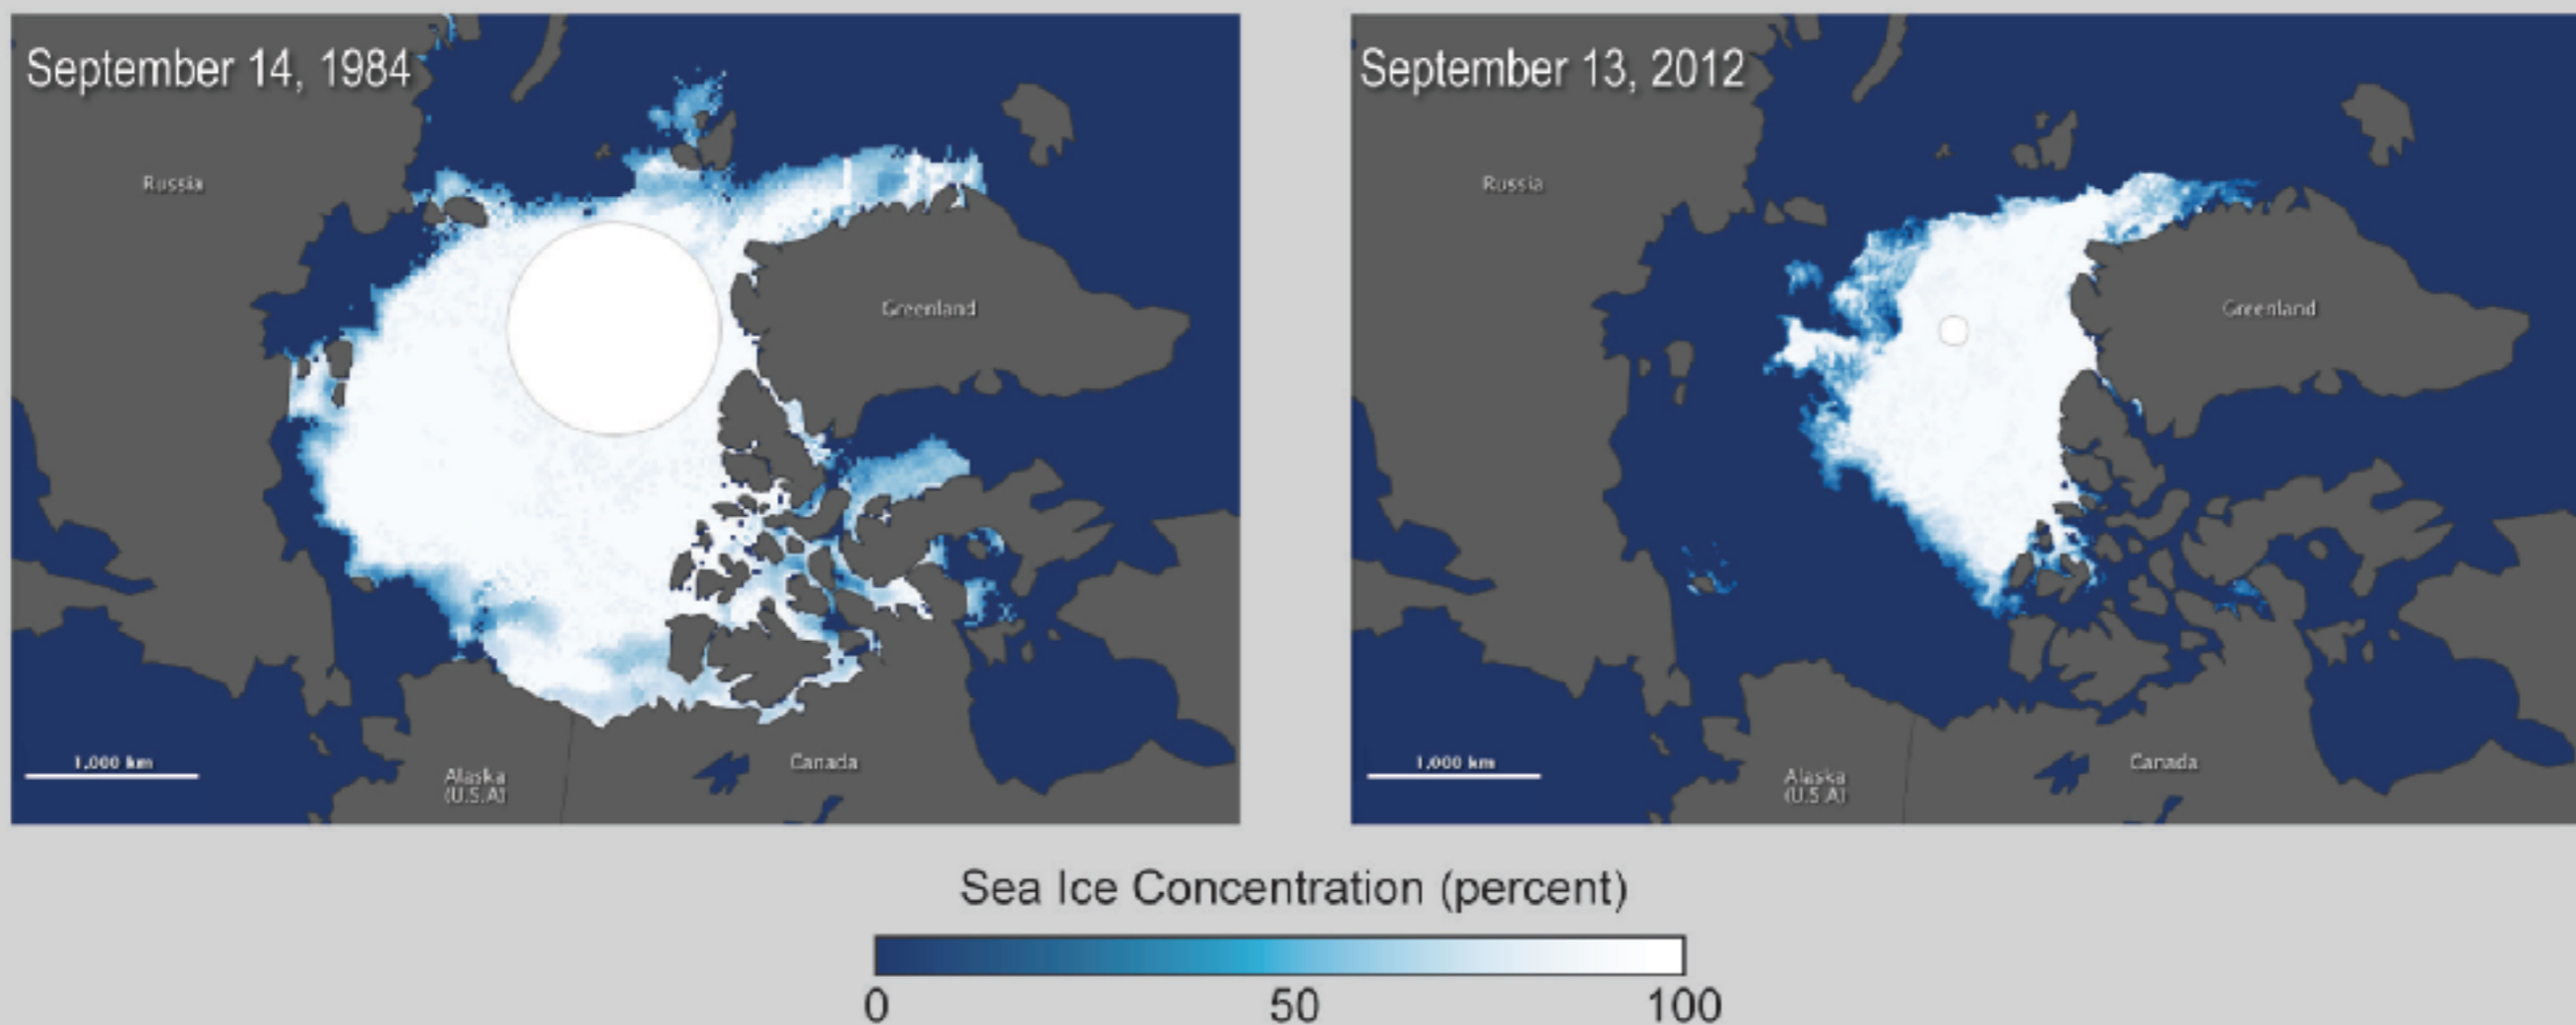 September 14, 1984
Russia
Greenland
1,000 km
Alaska
(U.S.A)
Canada
September 13, 2012
Russia
Greenland
1,000 km
Alaska
(U.S.A)
Canada
Sea Ice Concentration (percent)
0 50 100